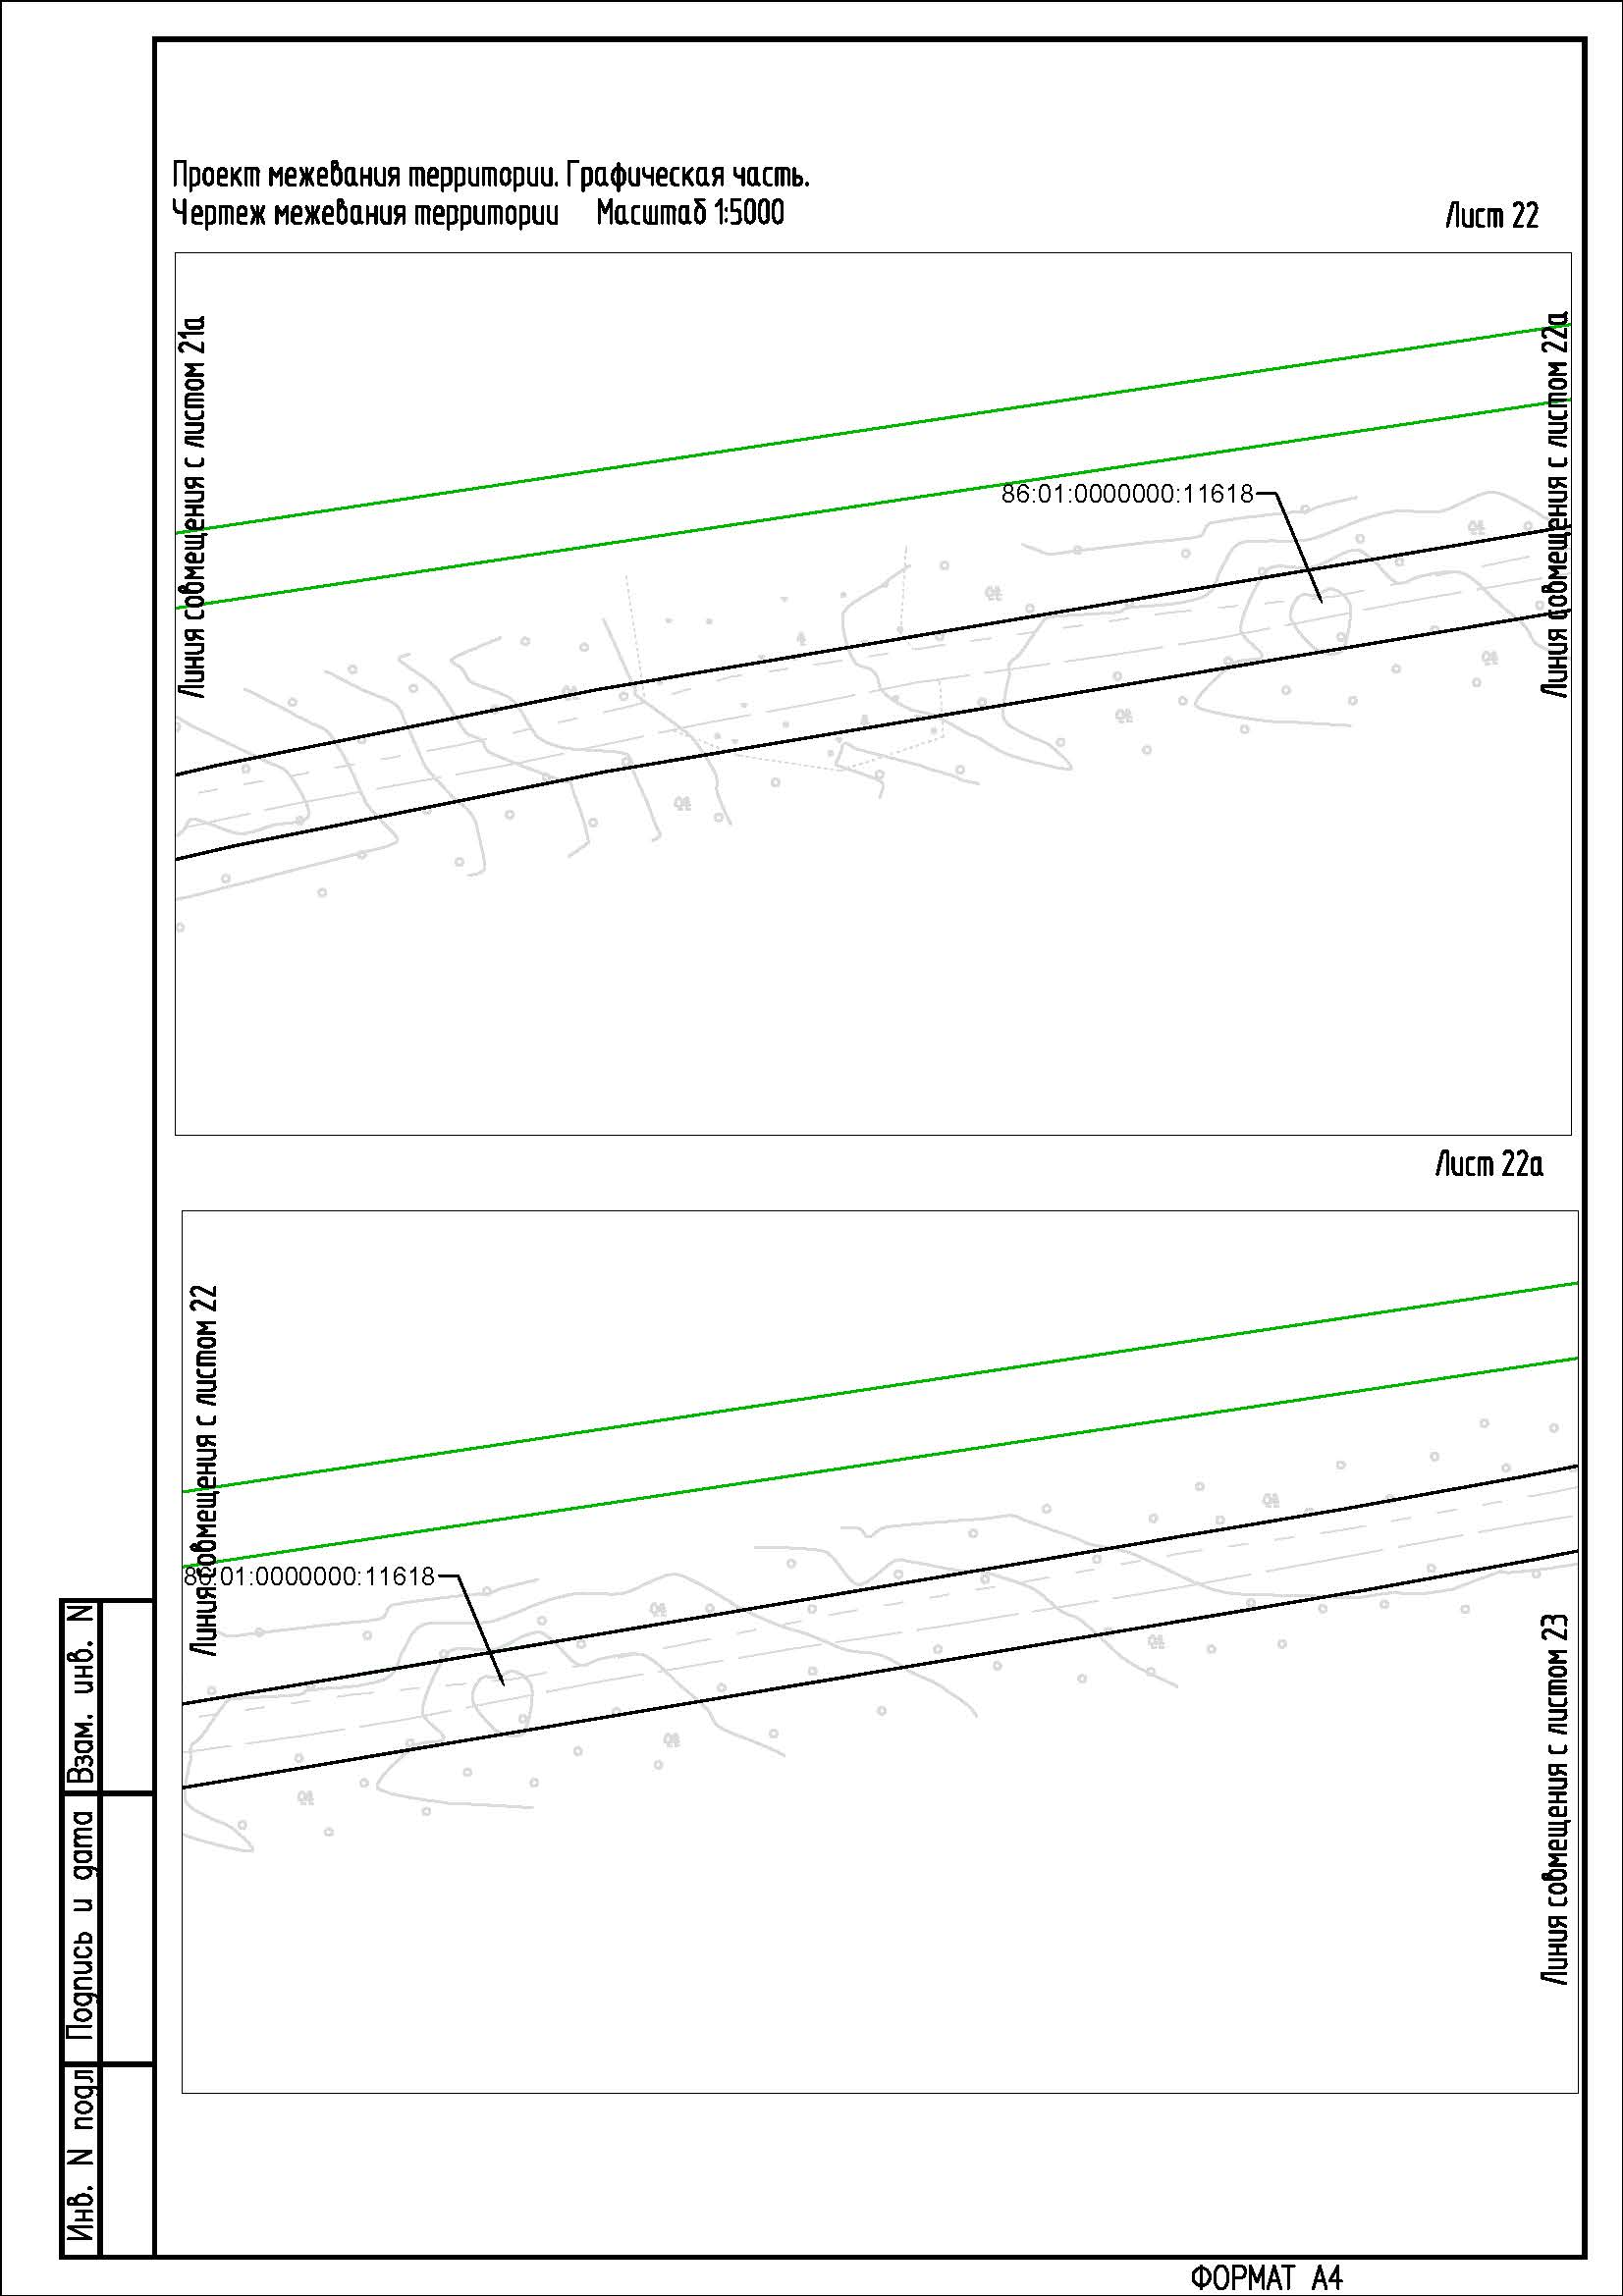 Проект межевания территории. Графическая часть.
Чертеж межевания территории Масштаб 1:5000
Лист 22
Линия совмещения с листом 21а
Линия совмещения с листом 22а
86:01:0000000:11618
Лист 22а
Линия совмещения с листом 22
86:01:0000000:11618
Линия совмещения с листом 23
Взам. инв. N
Подпись и дата
Инв. N подл
ФОРМАТ А4